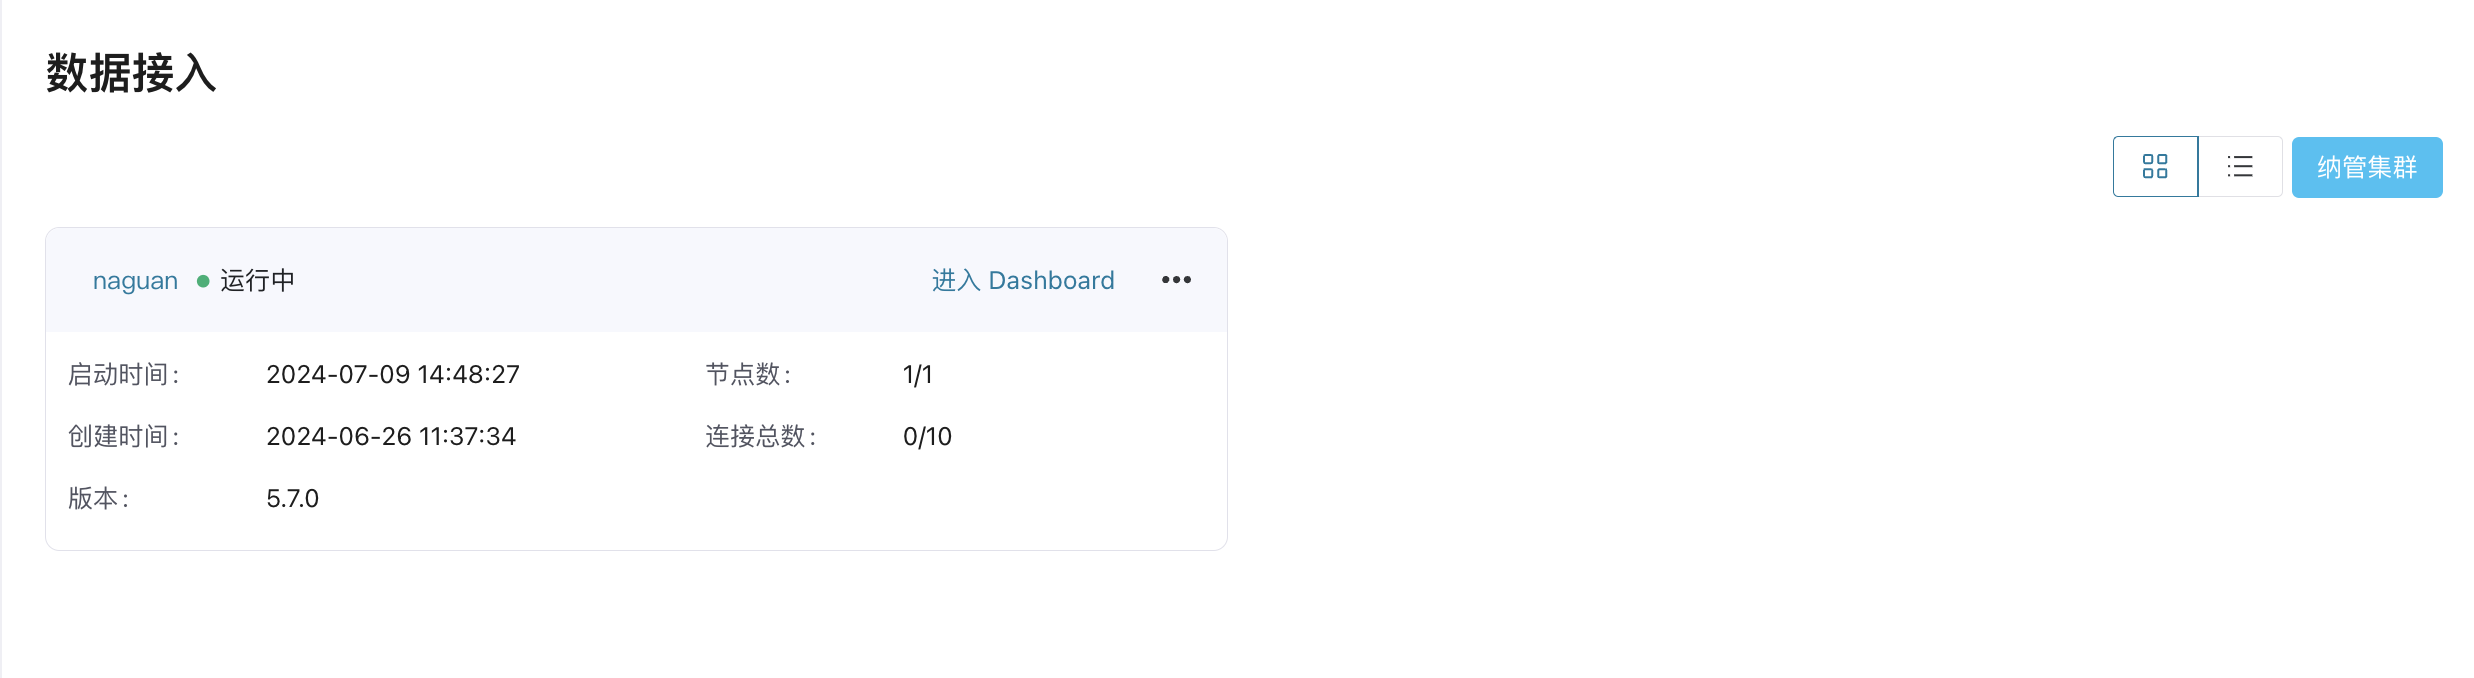 数据接入
纳管集群
naguan 运行中 进入 Dashboard
启动时间: 2024-07-09 14:48:27 节点数: 1/1
创建时间: 2024-06-26 11:37:34 连接总数: 0/10
版本: 5.7.0